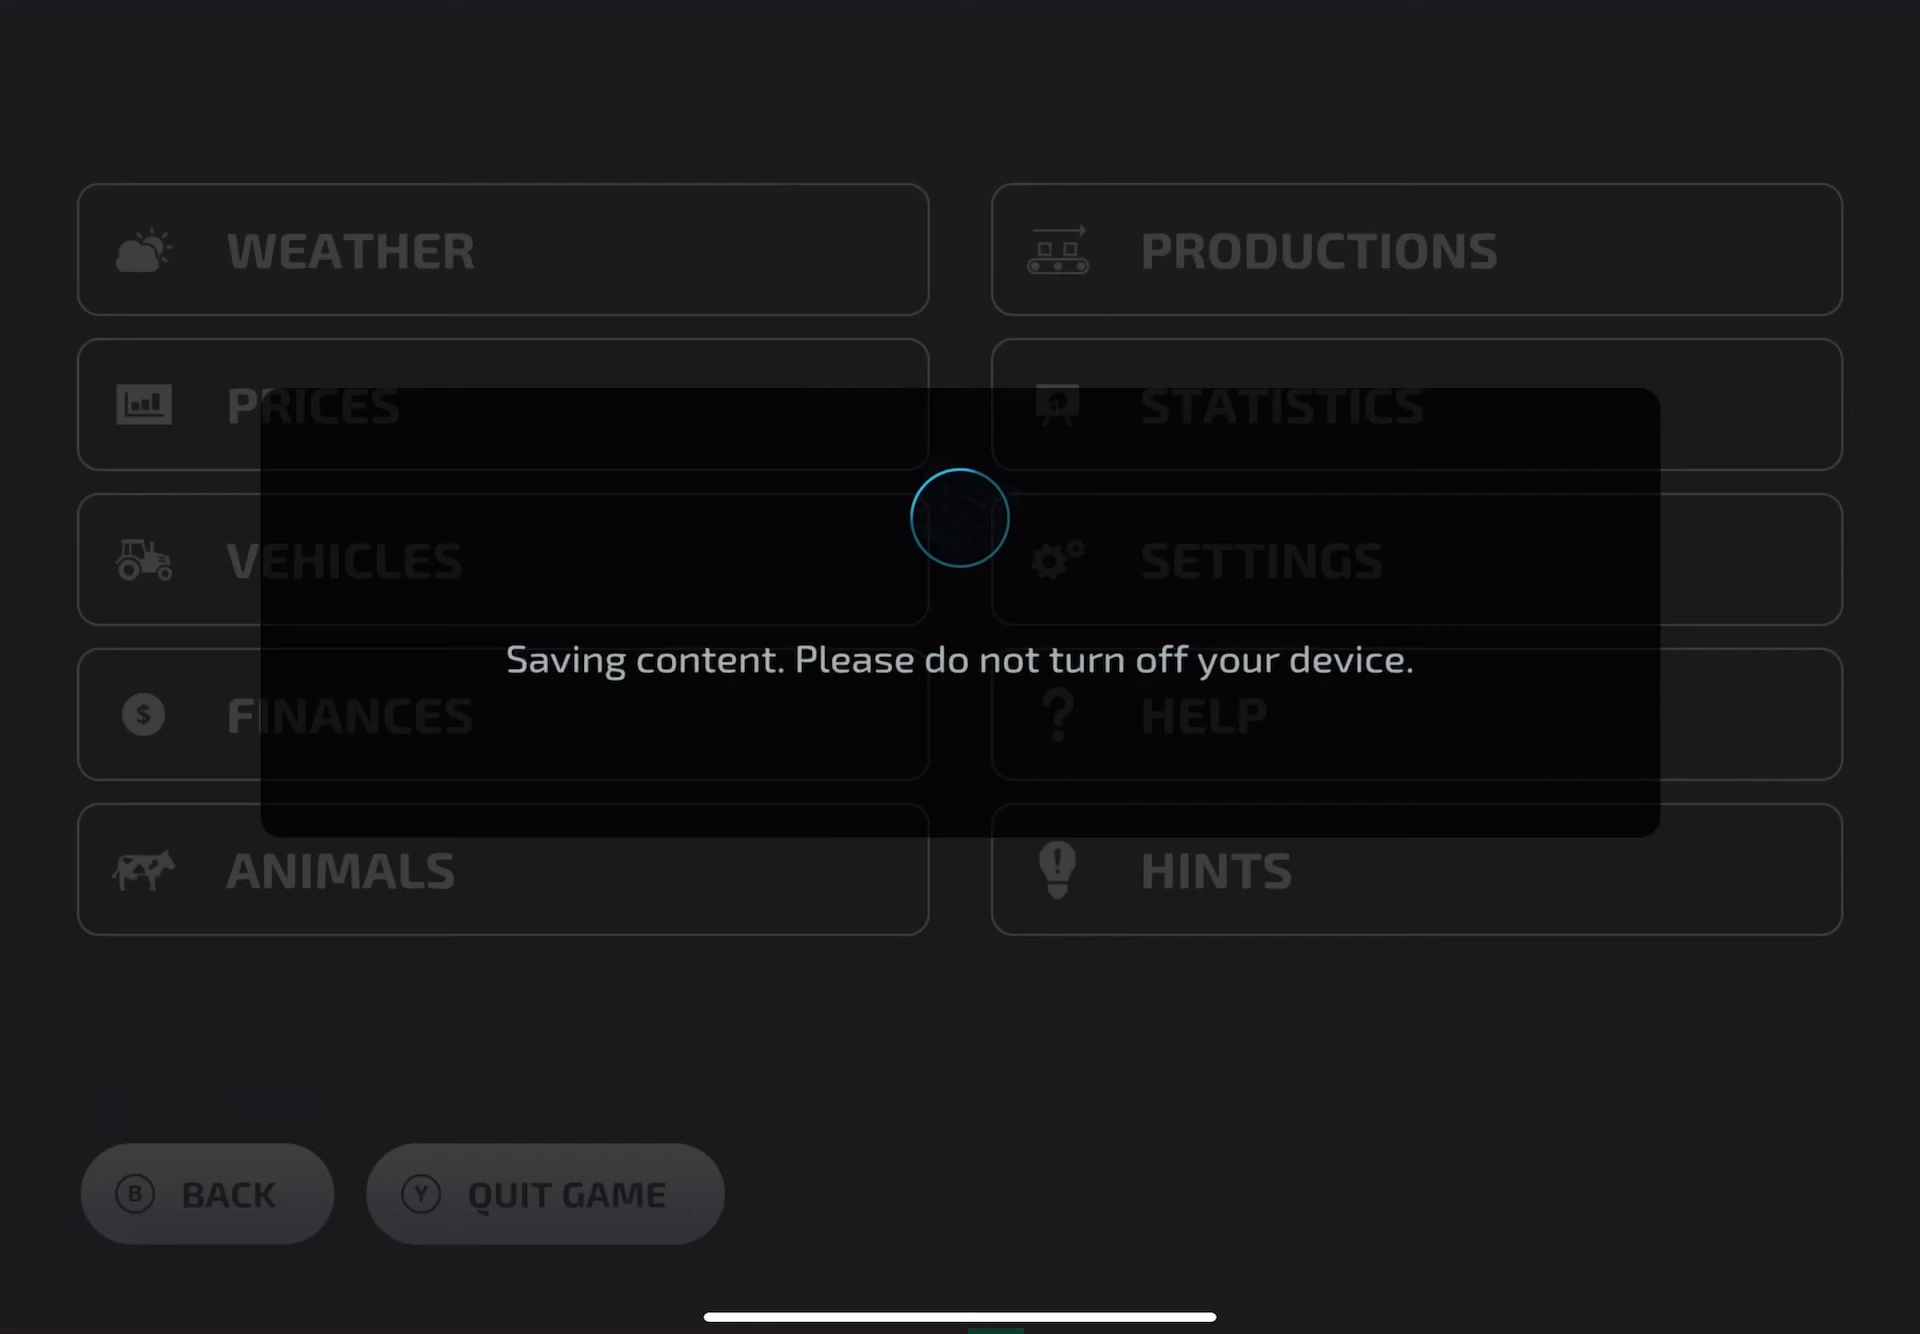 WEATHER
PRODUCTIONS
PRICES
STATISTICS
VEHICLES
SETTINGS
Saving content. Please do not turn off your device.
$ FINANCES
? HELP
ANIMALS
! HINTS
B BACK
Y QUIT GAME